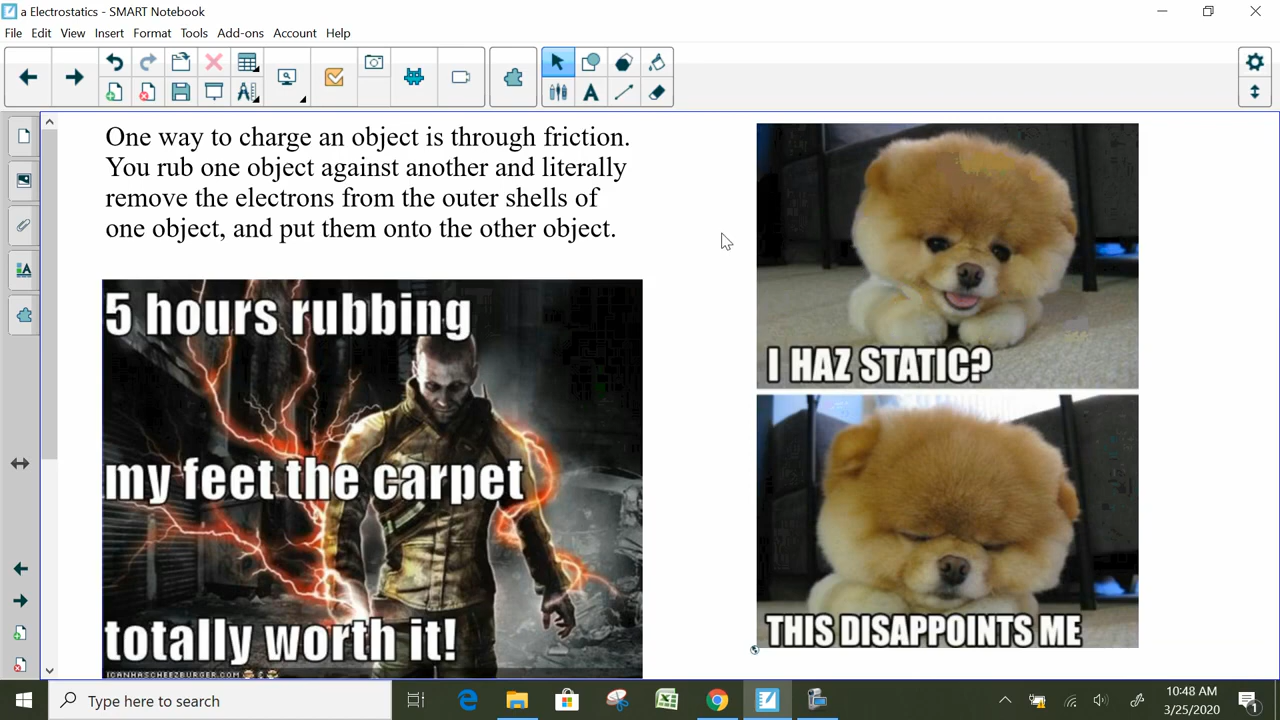 a Electrostatics - SMART Notebook
File Edit View Insert Format Tools Add-ons Account Help
One way to charge an object is through friction.
You rub one object against another and literally
remove the electrons from the outer shells of
one object, and put them onto the other object.
5 hours rubbing
my feet the carpet
totally worth it!
ICANHASCHEEZBURGER.COM
I HAZ STATIC?
THIS DISAPPOINTS ME
Type here to search
10:48 AM
3/25/2020
1